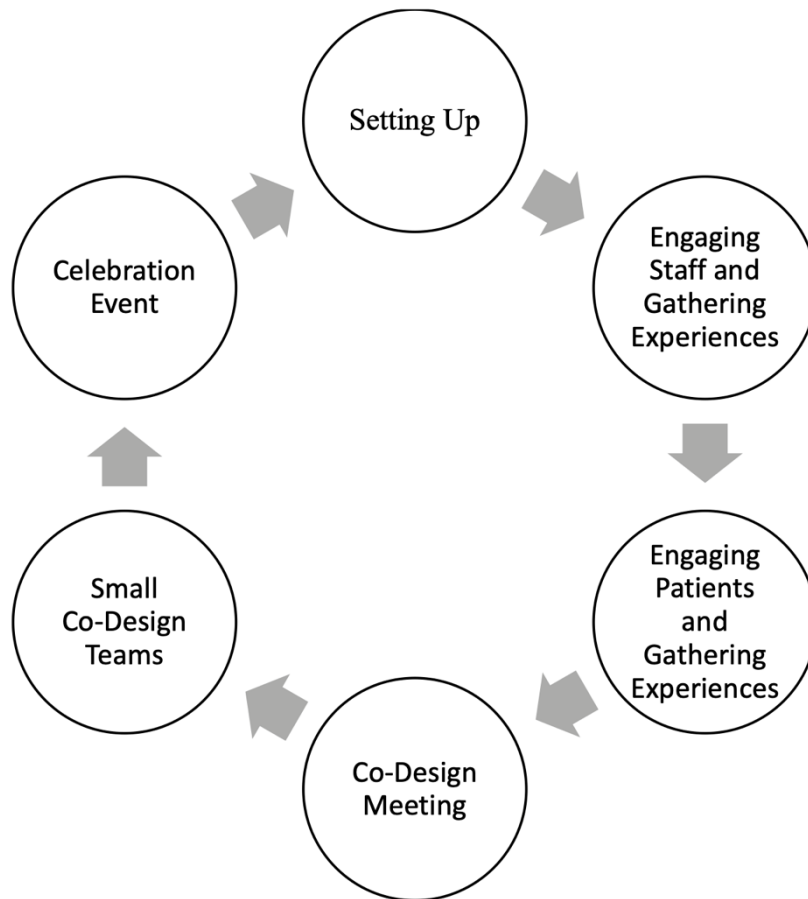 Setting Up
Engaging
Staff and
Gathering
Experiences
Engaging
Patients
and
Gathering
Experiences
Co-Design
Meeting
Small
Co-Design
Teams
Celebration
Event